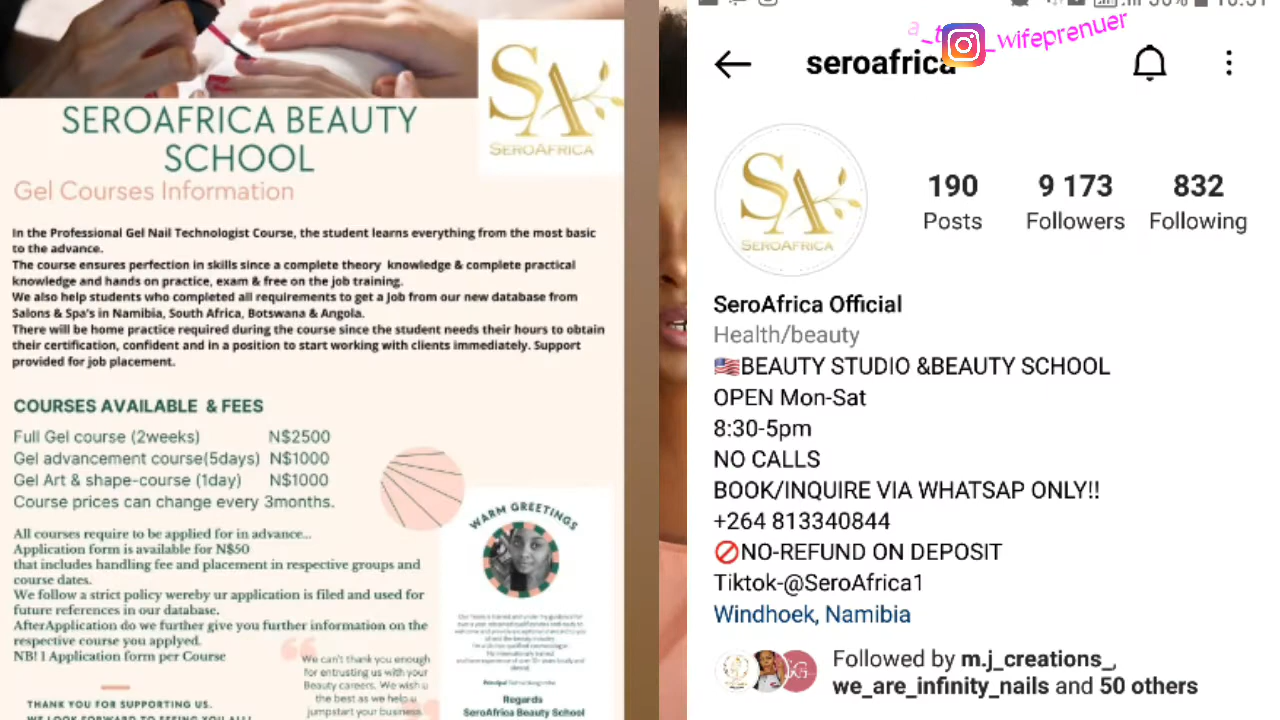 SEROAFRICA BEAUTY
SCHOOL
SA
SEROAFRICA
Gel Courses Information
In the Professional Gel Nail Technologist Course, the student learns everything from the most basic
to the advance.
The course ensures perfection in skills since a complete theory knowledge & complete practical
knowledge and hands on practice, exam & free on the job training.
We also help students who completed all requirements to get a Job from our new database from
Salons & Spa's in Namibia, South Africa, Botswana & Angola.
There will be home practice required during the course since the student needs their hours to obtain
their certification, confident and in a position to start working with clients immediately. Support
provided for job placement.
COURSES AVAILABLE & FEES
Full Gel course (2weeks) N$2500
Gel advancement course(5days) N$1000
Gel Art & shape-course (1day) N$1000
Course prices can change every 3months.
All courses require to be applied for in advance...
Application form is available for N$50
that includes handling fee and placement in respective groups and
course dates.
We follow a strict policy wereby ur application is filed and used for
future references in our database.
AfterApplication do we further give you further information on the
respective course you applyed.
NB! 1 Application form per Course
THANK YOU FOR SUPPORTING US.
WE LOOK FORWARD TO SEEING YOU ALL!
We can't thank you enough
for entrusting us with your
Beauty careers. We wish u
the best as we help u
jumpstart your business.
WARM GREETINGS
Principal
Regards
SeroAfrica Beauty School
_wifeprenuer
seroafrica
SA
SEROAFRICA
190 9 173 832
Posts Followers Following
SeroAfrica Official
Health/beauty
🇺🇸BEAUTY STUDIO &BEAUTY SCHOOL
OPEN Mon-Sat
8:30-5pm
NO CALLS
BOOK/INQUIRE VIA WHATSAP ONLY!!
+264 813340844
🚫NO-REFUND ON DEPOSIT
Tiktok-@SeroAfrica1
Windhoek, Namibia
Followed by m.j_creations_,
we_are_infinity_nails and 50 others